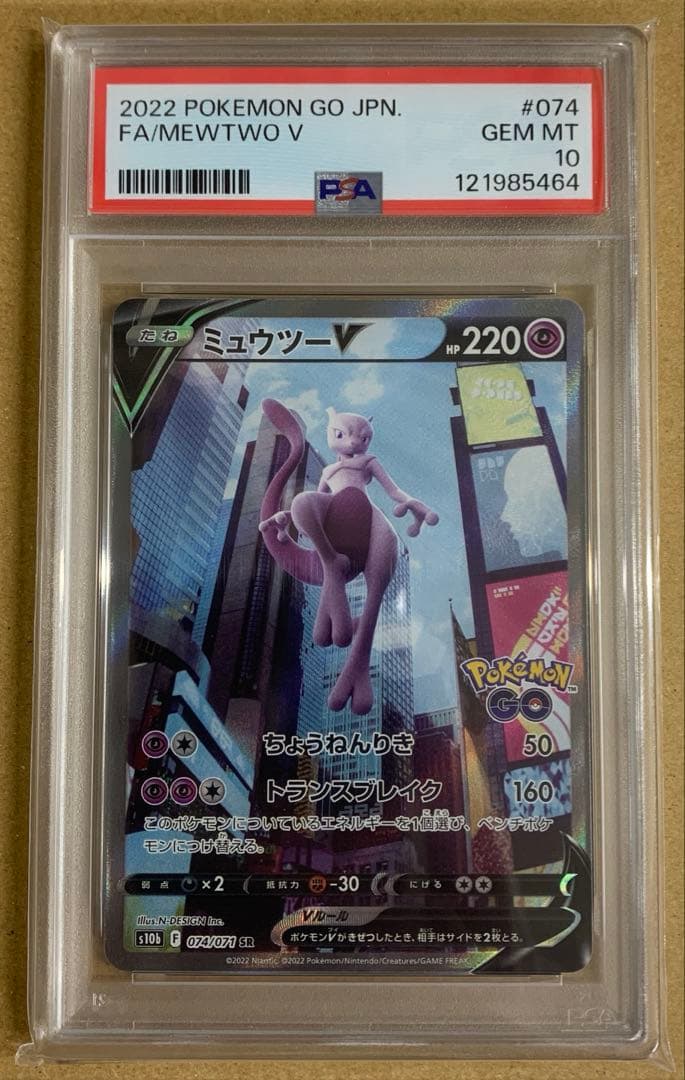 2022 POKEMON GO JPN. #074
FA/MEWTWO V GEM MT
10
PSA 121985464
たね ミュウツーV HP 220
Pokémon GO™
ちょうねんりき 50
トランスブレイク 160
このポケモンについているエネルギーを1個選び、ベンチポケ
モンにつけ替える。
弱点 ×2 抵抗力 -30 にげる
Illus.N-DESIGN Inc.
Vルール
s10b F 074/071 SR
ポケモンVがきぜつしたとき、相手はサイドを2枚とる。
©2022 Niantic. ©2022 Pokémon/Nintendo/Creatures/GAME FREAK.
PSA